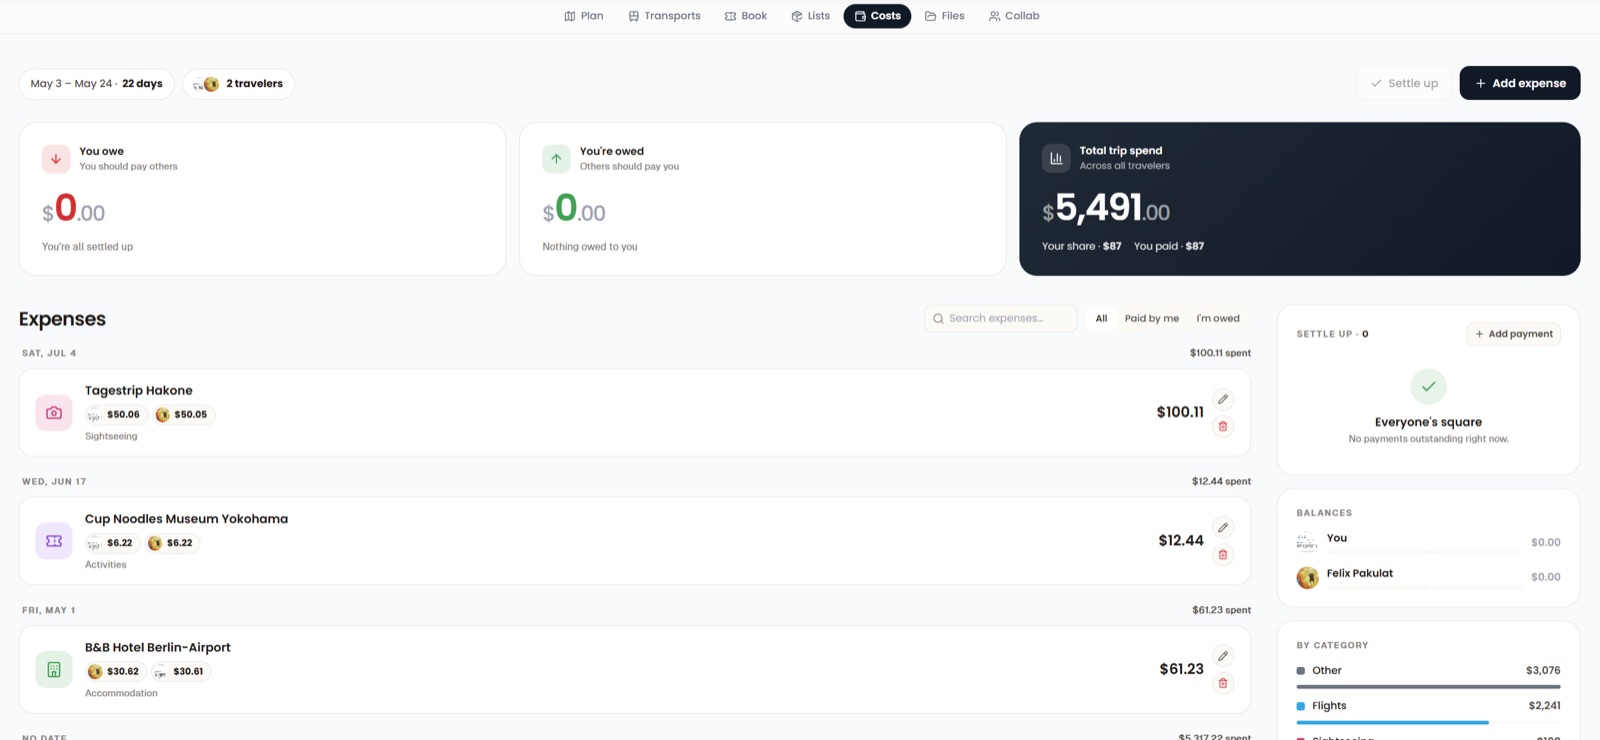 Plan Transports Book Lists Costs Files Collab
May 3 – May 24 · 22 days 2 travelers Settle up + Add expense
You owe
You should pay others
$0.00
You're all settled up
You're owed
Others should pay you
$0.00
Nothing owed to you
Total trip spend
Across all travelers
$5,491.00
Your share · $87 You paid · $87
Expenses
Search expenses... All Paid by me I'm owed
SAT, JUL 4 $100.11 spent
Tagestrip Hakone
$50.06 $50.05
Sightseeing
$100.11
WED, JUN 17 $12.44 spent
Cup Noodles Museum Yokohama
$6.22 $6.22
Activities
$12.44
FRI, MAY 1 $61.23 spent
B&B Hotel Berlin-Airport
$30.62 $30.61
Accommodation
$61.23
NO DATE $5,317.22 spent
SETTLE UP · 0 + Add payment
Everyone's square
No payments outstanding right now.
BALANCES
You $0.00
Felix Pakulat $0.00
BY CATEGORY
Other $3,076
Flights $2,241